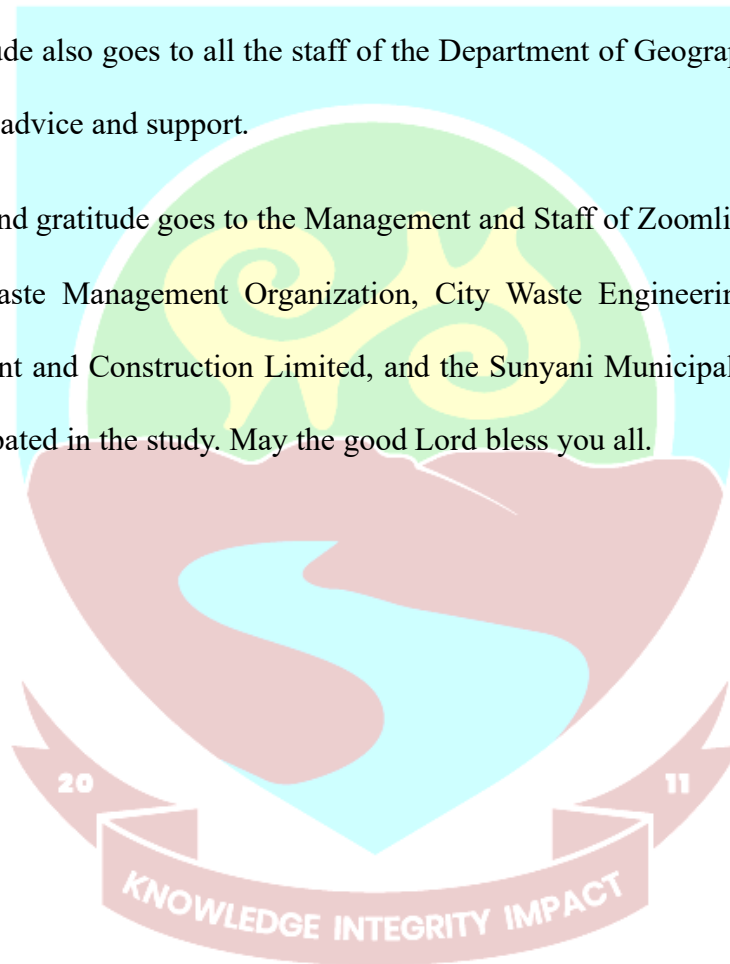 ude also goes to all the staff of the Department of Geograp
advice and support.
nd gratitude goes to the Management and Staff of Zoomli
aste Management Organization, City Waste Engineerin
nt and Construction Limited, and the Sunyani Municipal
pated in the study. May the good Lord bless you all.
20 11
KNOWLEDGE INTEGRITY IMPACT